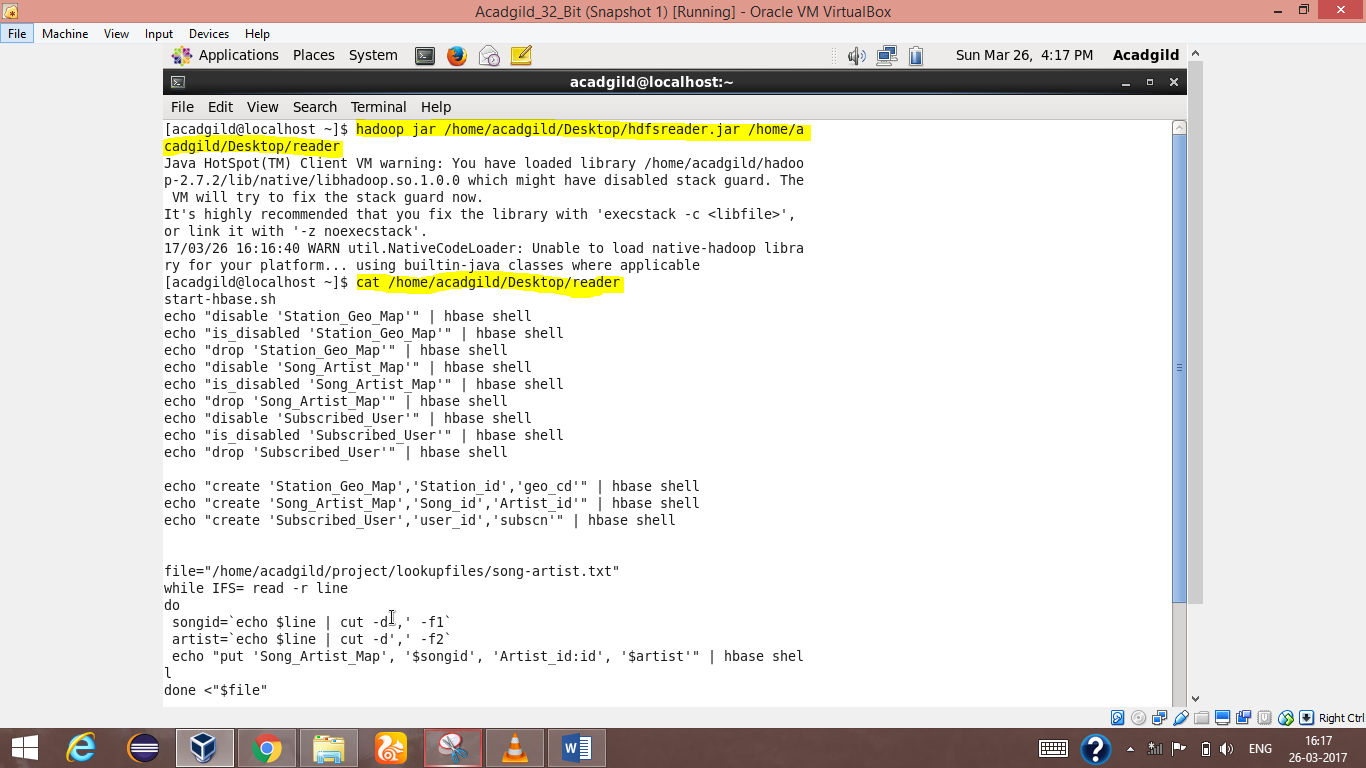 Acadgild_32_Bit (Snapshot 1) [Running] - Oracle VM VirtualBox
File Machine View Input Devices Help
Applications Places System Sun Mar 26, 4:17 PM Acadgild
acadgild@localhost:~
File Edit View Search Terminal Help
[acadgild@localhost ~]$ hadoop jar /home/acadgild/Desktop/hdfsreader.jar /home/a
cadgild/Desktop/reader
Java HotSpot(TM) Client VM warning: You have loaded library /home/acadgild/hadoo
p-2.7.2/lib/native/libhadoop.so.1.0.0 which might have disabled stack guard. The
 VM will try to fix the stack guard now.
It's highly recommended that you fix the library with 'execstack -c <libfile>',
or link it with '-z noexecstack'.
17/03/26 16:16:40 WARN util.NativeCodeLoader: Unable to load native-hadoop libra
ry for your platform... using builtin-java classes where applicable
[acadgild@localhost ~]$ cat /home/acadgild/Desktop/reader
start-hbase.sh
echo "disable 'Station_Geo_Map'" | hbase shell
echo "is_disabled 'Station_Geo_Map'" | hbase shell
echo "drop 'Station_Geo_Map'" | hbase shell
echo "disable 'Song_Artist_Map'" | hbase shell
echo "is_disabled 'Song_Artist_Map'" | hbase shell
echo "drop 'Song_Artist_Map'" | hbase shell
echo "disable 'Subscribed_User'" | hbase shell
echo "is_disabled 'Subscribed_User'" | hbase shell
echo "drop 'Subscribed_User'" | hbase shell
echo "create 'Station_Geo_Map','Station_id','geo_cd'" | hbase shell
echo "create 'Song_Artist_Map','Song_id','Artist_id'" | hbase shell
echo "create 'Subscribed_User','user_id','subscn'" | hbase shell
file="/home/acadgild/project/lookupfiles/song-artist.txt"
while IFS= read -r line
do
 songid=`echo $line | cut -d',' -f1`
 artist=`echo $line | cut -d',' -f2`
 echo "put 'Song_Artist_Map', '$songid', 'Artist_id:id', '$artist'" | hbase shel
l
done <"$file"
Right Ctrl
ENG
16:17
26-03-2017